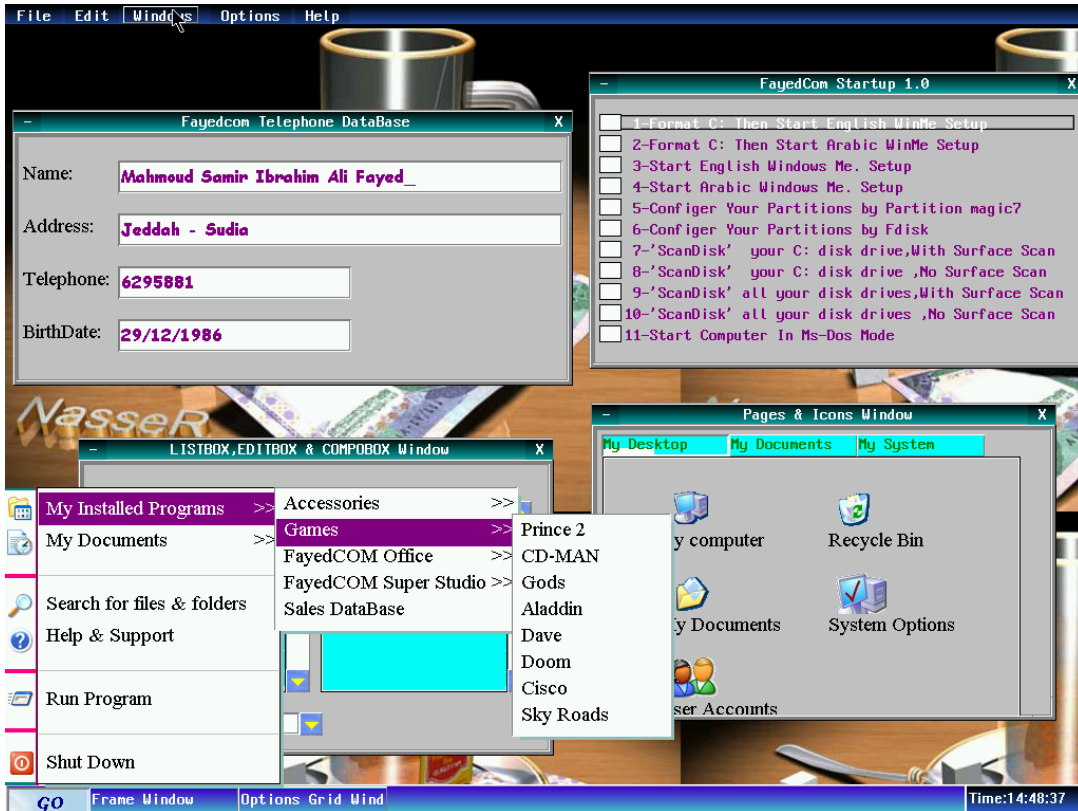 File Edit Windows Options Help
FayedCom Startup 1.0
X
1-Format C: Then Start English WinMe Setup
2-Format C: Then Start Arabic WinMe Setup
3-Start English Windows Me. Setup
4-Start Arabic Windows Me. Setup
5-Configer Your Partitions by Partition magic7
6-Configer Your Partitions by Fdisk
7-'ScanDisk' your C: disk drive,With Surface Scan
8-'ScanDisk' your C: disk drive ,No Surface Scan
9-'ScanDisk' all your disk drives,With Surface Scan
10-'ScanDisk' all your disk drives ,No Surface Scan
11-Start Computer In Ms-Dos Mode
Fayedcom Telephone DataBase X
Name: Mahmoud Samir Ibrahim Ali Fayed_
Address: Jeddah - Sudia
Telephone: 6295881
BirthDate: 29/12/1986
NasseR
LISTBOX,EDITBOX & COMPOBOX Window X
Pages & Icons Window X
My Desktop My Documents My System
y computer Recycle Bin
y Documents System Options
ser Accounts
My Installed Programs >>
My Documents >>
Search for files & folders
Help & Support
Run Program
Shut Down
Accessories >>
Games >>
FayedCOM Office >>
FayedCOM Super Studio >>
Sales DataBase
Prince 2
CD-MAN
Gods
Aladdin
Dave
Doom
Cisco
Sky Roads
GO Frame Window Options Grid Wind Time:14:48:37